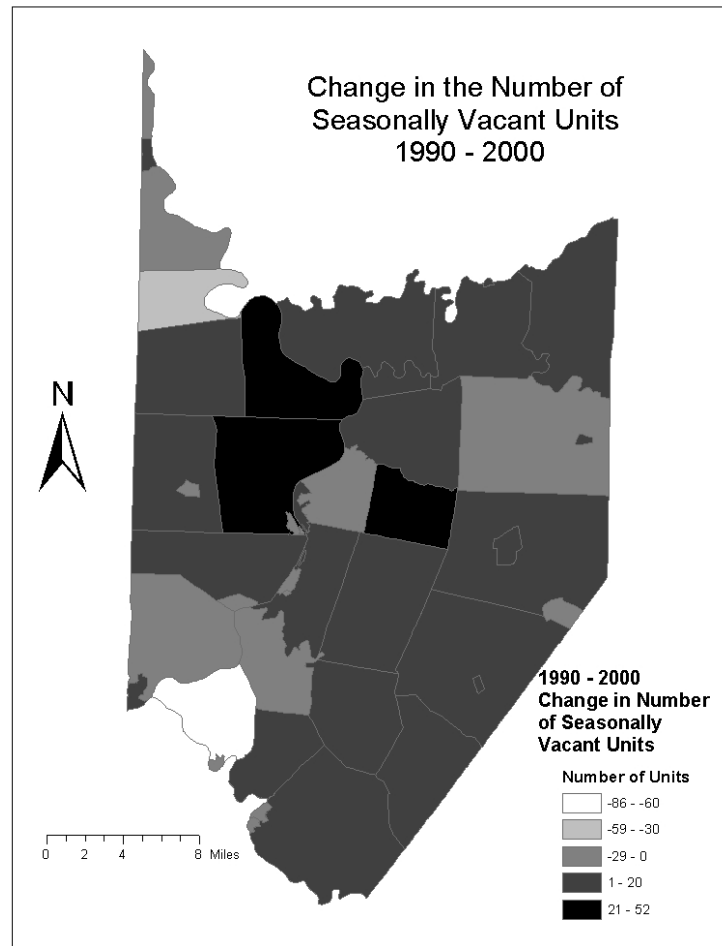 Change in the Number of
Seasonally Vacant Units
1990 - 2000
N
1990 - 2000
Change in Number
of Seasonally
Vacant Units
Number of Units
-86 - -60
-59 - -30
-29 - 0
1 - 20
21 - 52
0 2 4 8 Miles